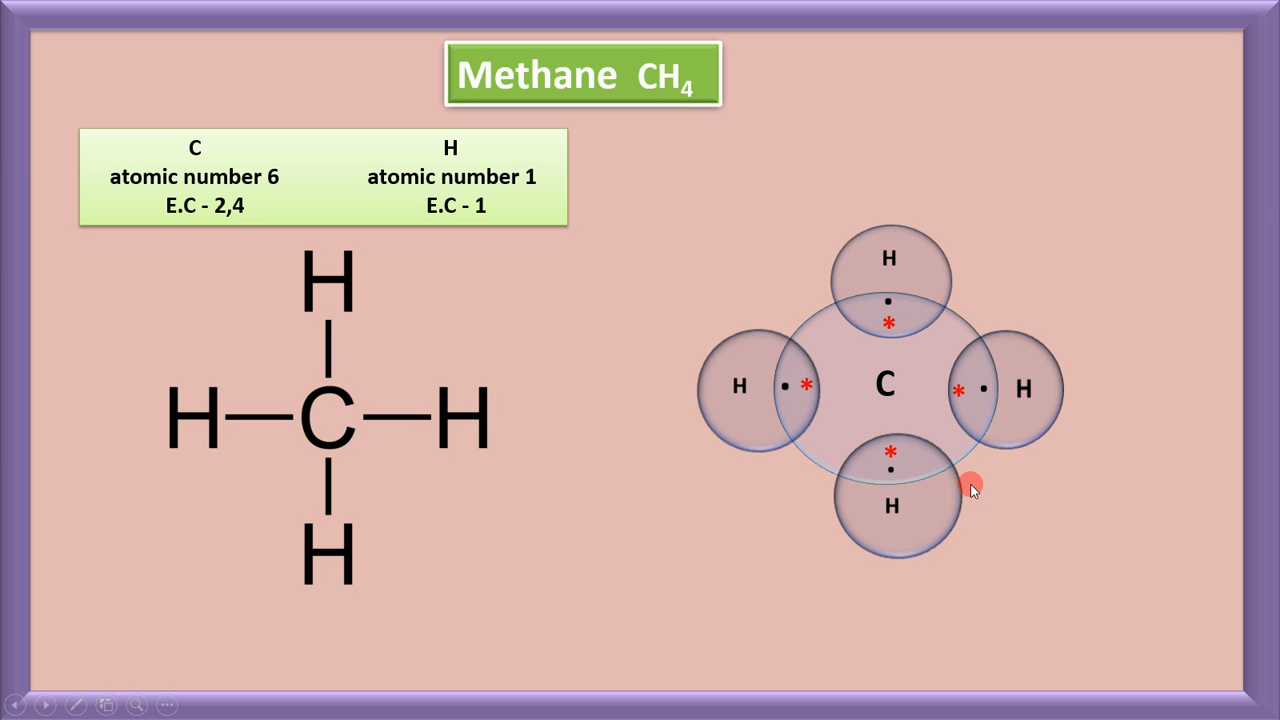 Methane CH₄
C H
atomic number 6 atomic number 1
E.C - 2,4 E.C - 1
H
H C H
H
H
H C H
H